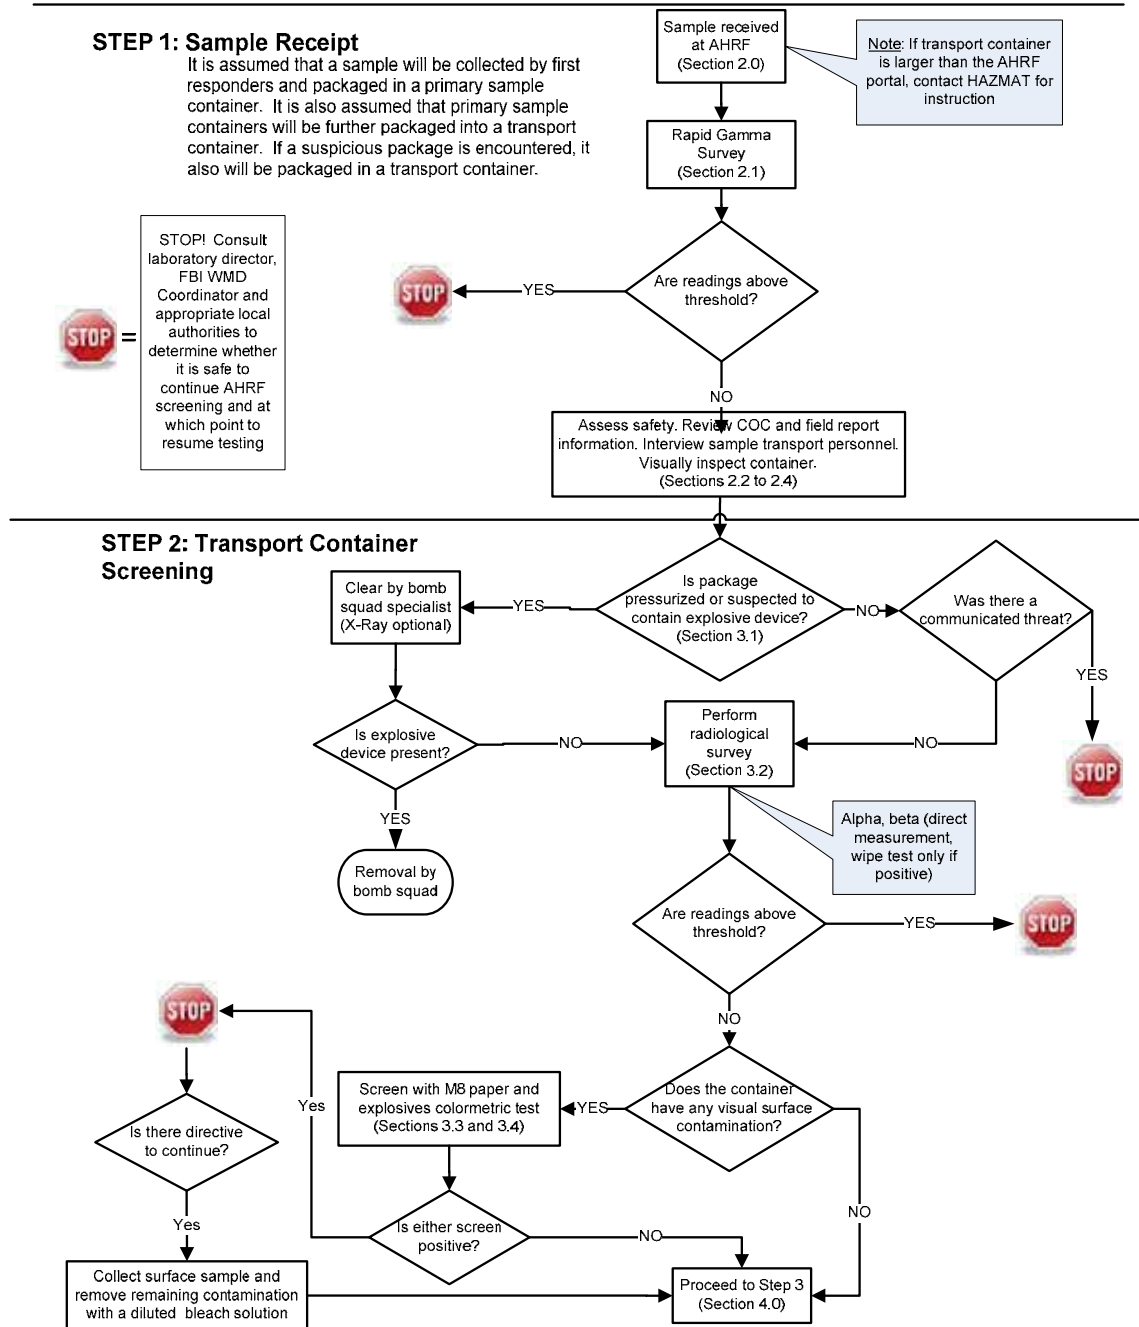 STEP 1: Sample Receipt
It is assumed that a sample will be collected by first
responders and packaged in a primary sample
container.  It is also assumed that primary sample
containers will be further packaged into a transport
container.  If a suspicious package is encountered, it
also will be packaged in a transport container.
Sample received
at AHRF
(Section 2.0)
Note: If transport container
is larger than the AHRF
portal, contact HAZMAT for
instruction
Rapid Gamma
Survey
(Section 2.1)
STOP
=
STOP!  Consult
laboratory director,
FBI WMD
Coordinator and
appropriate local
authorities to
determine whether
it is safe to
continue AHRF
screening and at
which point to
resume testing
Are readings above
threshold?
YES
STOP
NO
Assess safety. Review COC and field report
information. Interview sample transport personnel.
Visually inspect container.
(Sections 2.2 to 2.4)
STEP 2: Transport Container
Screening
Is package
pressurized or suspected to
contain explosive device?
(Section 3.1)
YES
Clear by bomb
squad specialist
(X-Ray optional)
NO
Was there a
communicated threat?
YES
STOP
NO
Is explosive
device present?
NO
YES
Removal by
bomb squad
Perform
radiological
survey
(Section 3.2)
Alpha, beta (direct
measurement,
wipe test only if
positive)
Are readings above
threshold?
YES
STOP
NO
Does the container
have any visual surface
contamination?
YES
NO
Screen with M8 paper and
explosives colormetric test
(Sections 3.3 and 3.4)
Is either screen
positive?
Yes
NO
STOP
Is there directive
to continue?
Yes
Collect surface sample and
remove remaining contamination
with a diluted  bleach solution
Proceed to Step 3
(Section 4.0)